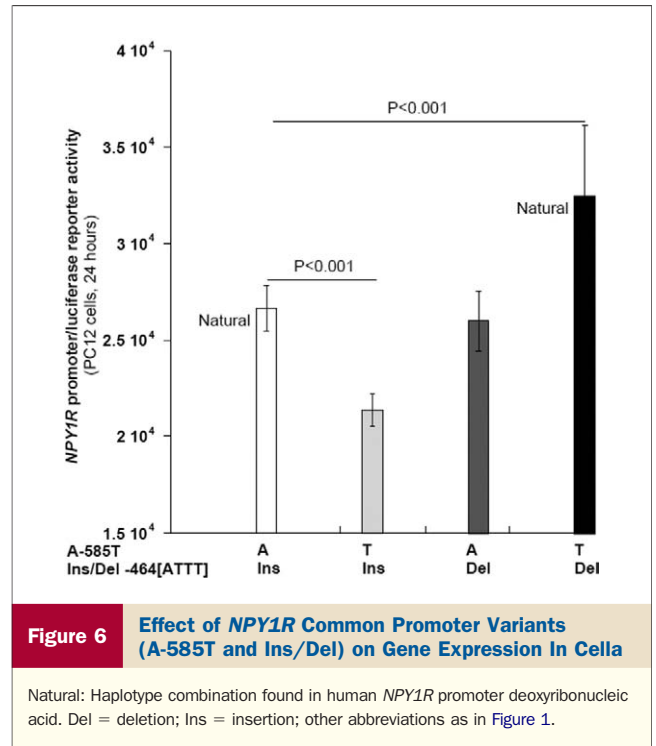 4 10⁴
P<0.001
3.5 10⁴
Natural
3 10⁴
P<0.001
Natural
2.5 10⁴
2 10⁴
1.5 10⁴
NPY1R promoter/luciferase reporter activity
(PC12 cells, 24 hours)
A-585T A T A T
Ins/Del -464[ATTT] Ins Ins Del Del
Figure 6
Effect of NPY1R Common Promoter Variants
(A-585T and Ins/Del) on Gene Expression In Cella
Natural: Haplotype combination found in human NPY1R promoter deoxyribonucleic
acid. Del = deletion; Ins = insertion; other abbreviations as in Figure 1.